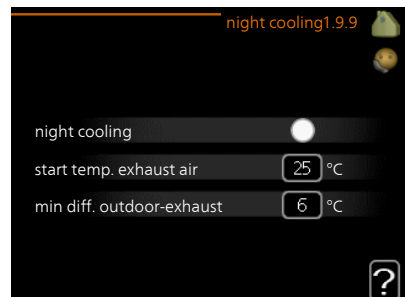 night cooling1.9.9
night cooling
start temp. exhaust air 25 °C
min diff. outdoor-exhaust 6 °C
?